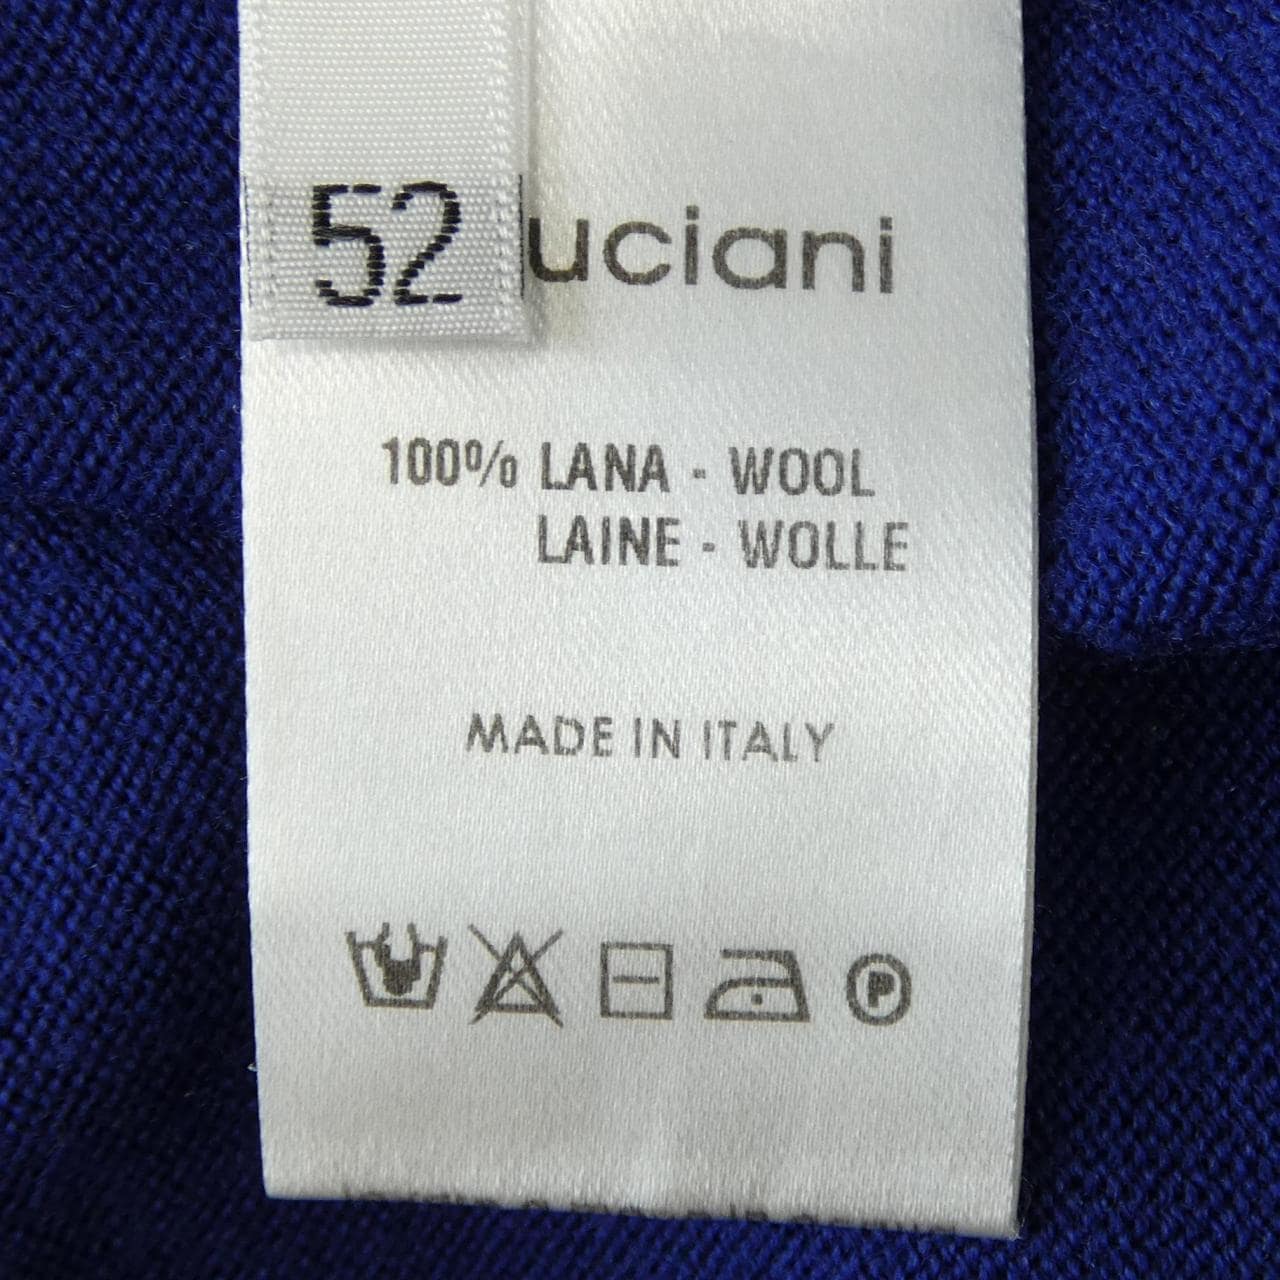 52
uciani
100% LANA - WOOL
LAINE - WOLLE
MADE IN ITALY
P